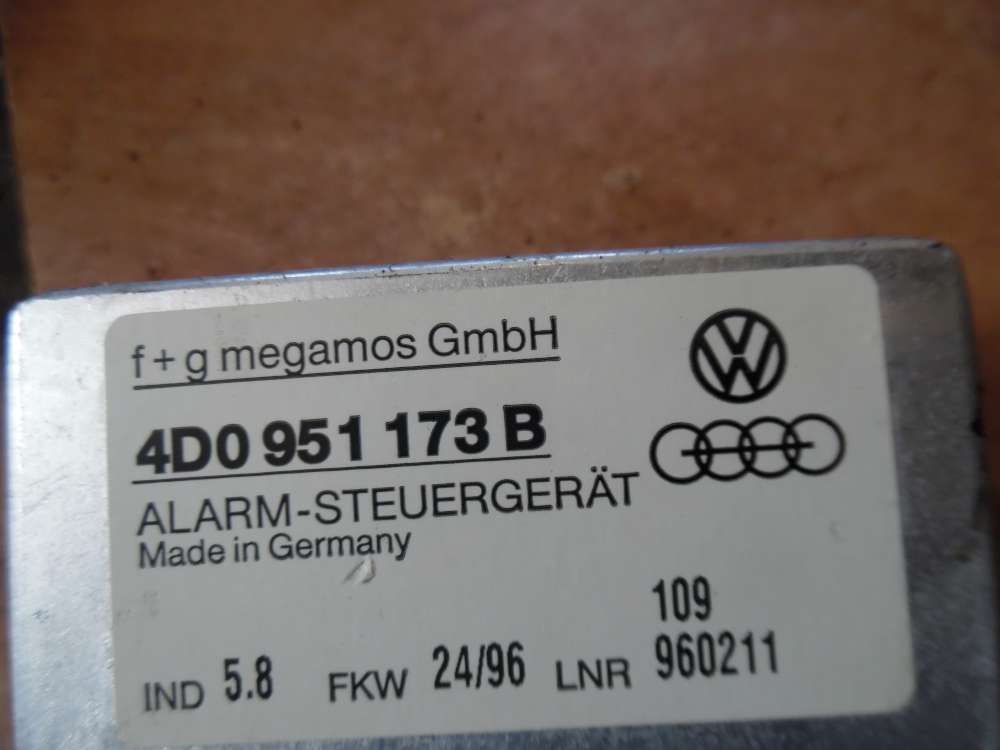 f+g megamos GmbH
4D0 951 173 B
ALARM-STEUERGERÄT
Made in Germany
109
IND 5.8 FKW 24/96 LNR 960211